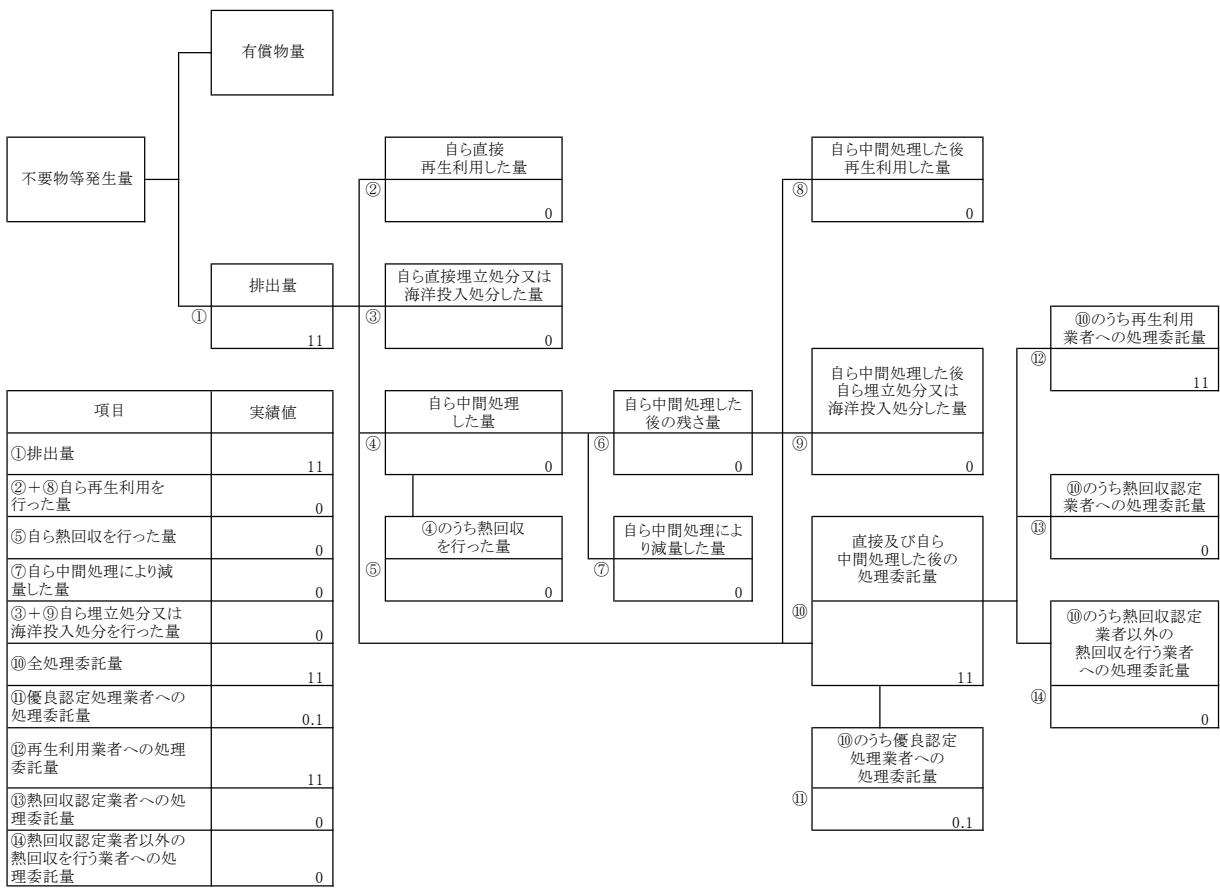 有償物量
不要物等発生量
自ら直接
再生利用した量
②
0
自ら中間処理した後
再生利用した量
⑧
0
排出量
①
11
自ら直接埋立処分又は
海洋投入処分した量
③
0
⑩のうち再生利用
業者への処理委託量
⑫
11
自ら中間処理
した量
④
0
自ら中間処理した
後の残さ量
⑥
0
自ら中間処理した後
自ら埋立処分又は
海洋投入処分した量
⑨
0
⑩のうち熱回収認定
業者への処理委託量
⑬
0
④のうち熱回収
を行った量
⑤
0
自ら中間処理によ
り減量した量
⑦
0
直接及び自ら
中間処理した後の
処理委託量
⑩
11
⑩のうち熱回収認定
業者以外の
熱回収を行う業者
への処理委託量
⑭
0
⑩のうち優良認定
処理業者への
処理委託量
⑪
0.1
項目 実績値
①排出量
11
②+⑧自ら再生利用を
行った量 0
⑤自ら熱回収を行った量
0
⑦自ら中間処理により減
量した量 0
③+⑨自ら埋立処分又は
海洋投入処分を行った量 0
⑩全処理委託量
11
⑪優良認定処理業者への
処理委託量 0.1
⑫再生利用業者への処理
委託量
11
⑬熱回収認定業者への処
理委託量 0
⑭熱回収認定業者以外の
熱回収を行う業者への処
理委託量 0